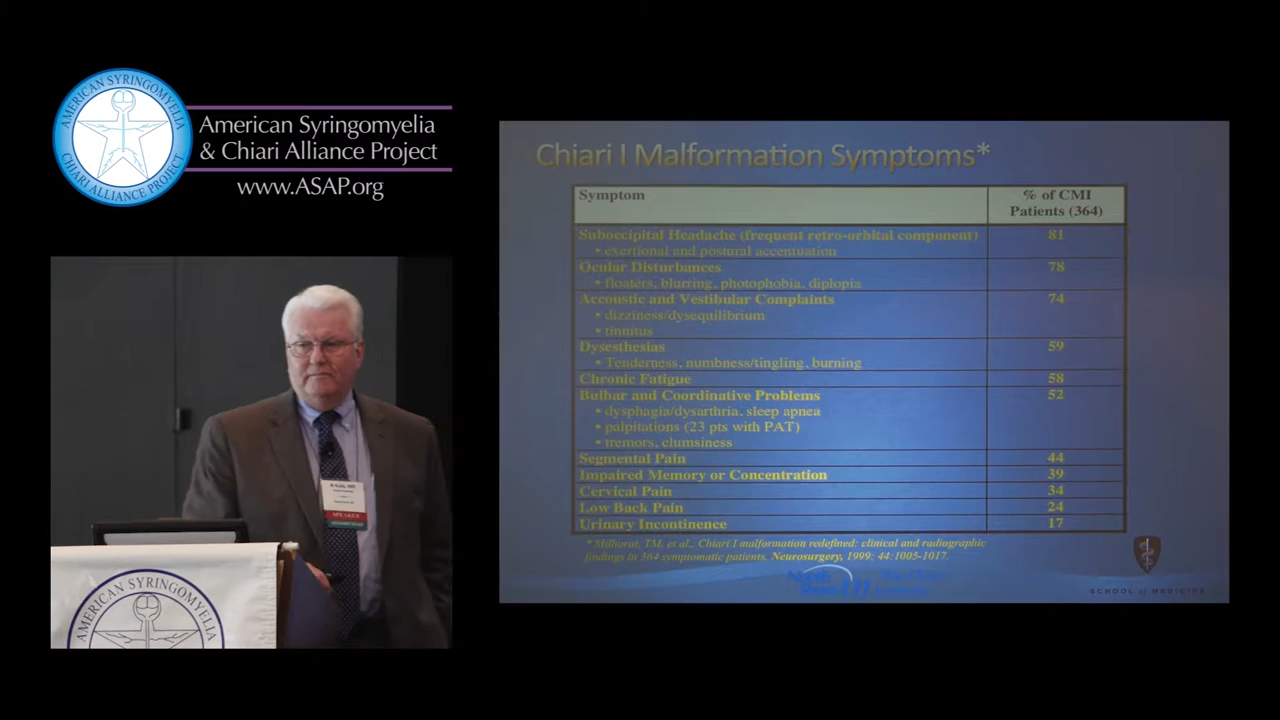 AMERICAN SYRINGOMYELIA
CHIARI ALLIANCE PROJECT
American Syringomyelia
& Chiari Alliance Project
www.ASAP.org
Chiari I Malformation Symptoms*
Symptom
% of CMI
Patients (364)
Suboccipital Headache (frequent retro-orbital component) 81
• exertional and postural accentuation
Ocular Disturbances 78
• floaters, blurring, photophobia, diplopia
Accoustic and Vestibular Complaints 74
• dizziness/dysequilibrium
• tinnitus
Dysesthesias 59
• Tenderness, numbness/tingling, burning
Chronic Fatigue 58
Bulbar and Coordinative Problems 52
• dysphagia/dysarthria, sleep apnea
• palpitations (23 pts with PAT)
• tremors, clumsiness
Segmental Pain 44
Impaired Memory or Concentration 39
Cervical Pain 34
Low Back Pain 24
Urinary Incontinence 17
* Milhorat, TM, et al., Chiari I malformation redefined: clinical and radiographic
findings in 364 symptomatic patients. Neurosurgery, 1999; 44:1005-1017.
North
SCHOOL of MEDICINE
SPEAKER
AMERICAN SYRINGOMYELIA